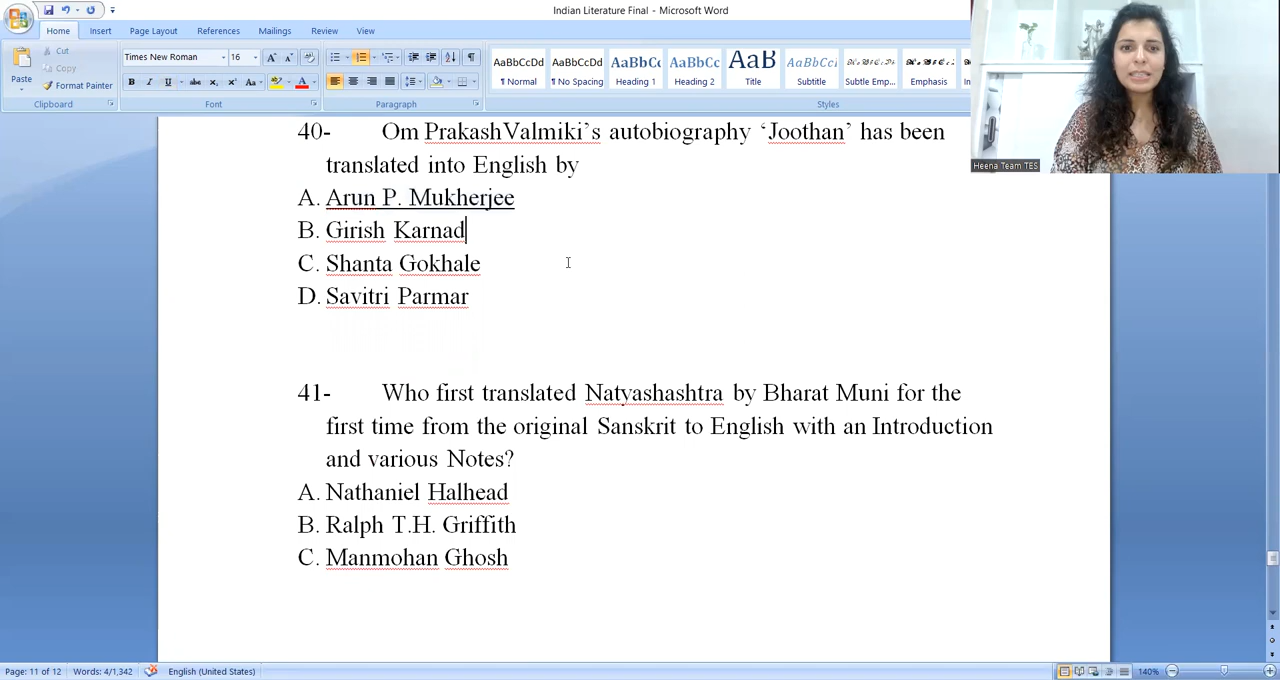 Indian Literature Final - Microsoft Word
Home Insert Page Layout References Mailings Review View
Cut
Copy
Paste
Format Painter
Clipboard
Times New Roman 16
Font
Paragraph
AaBbCcDd AaBbCcDd AaBbCc AaBbCc AaB AaBbCcI
¶ Normal ¶ No Spacing Heading 1 Heading 2 Title Subtitle Subtle Emp... Emphasis
Styles
Heena Team TES
40- Om PrakashValmiki’s autobiography ‘Joothan’ has been
translated into English by
A. Arun P. Mukherjee
B. Girish Karnad
C. Shanta Gokhale
D. Savitri Parmar
41- Who first translated Natyashashtra by Bharat Muni for the
first time from the original Sanskrit to English with an Introduction
and various Notes?
A. Nathaniel Halhead
B. Ralph T.H. Griffith
C. Manmohan Ghosh
Page: 11 of 12 Words: 4/1,342 English (United States) 140%